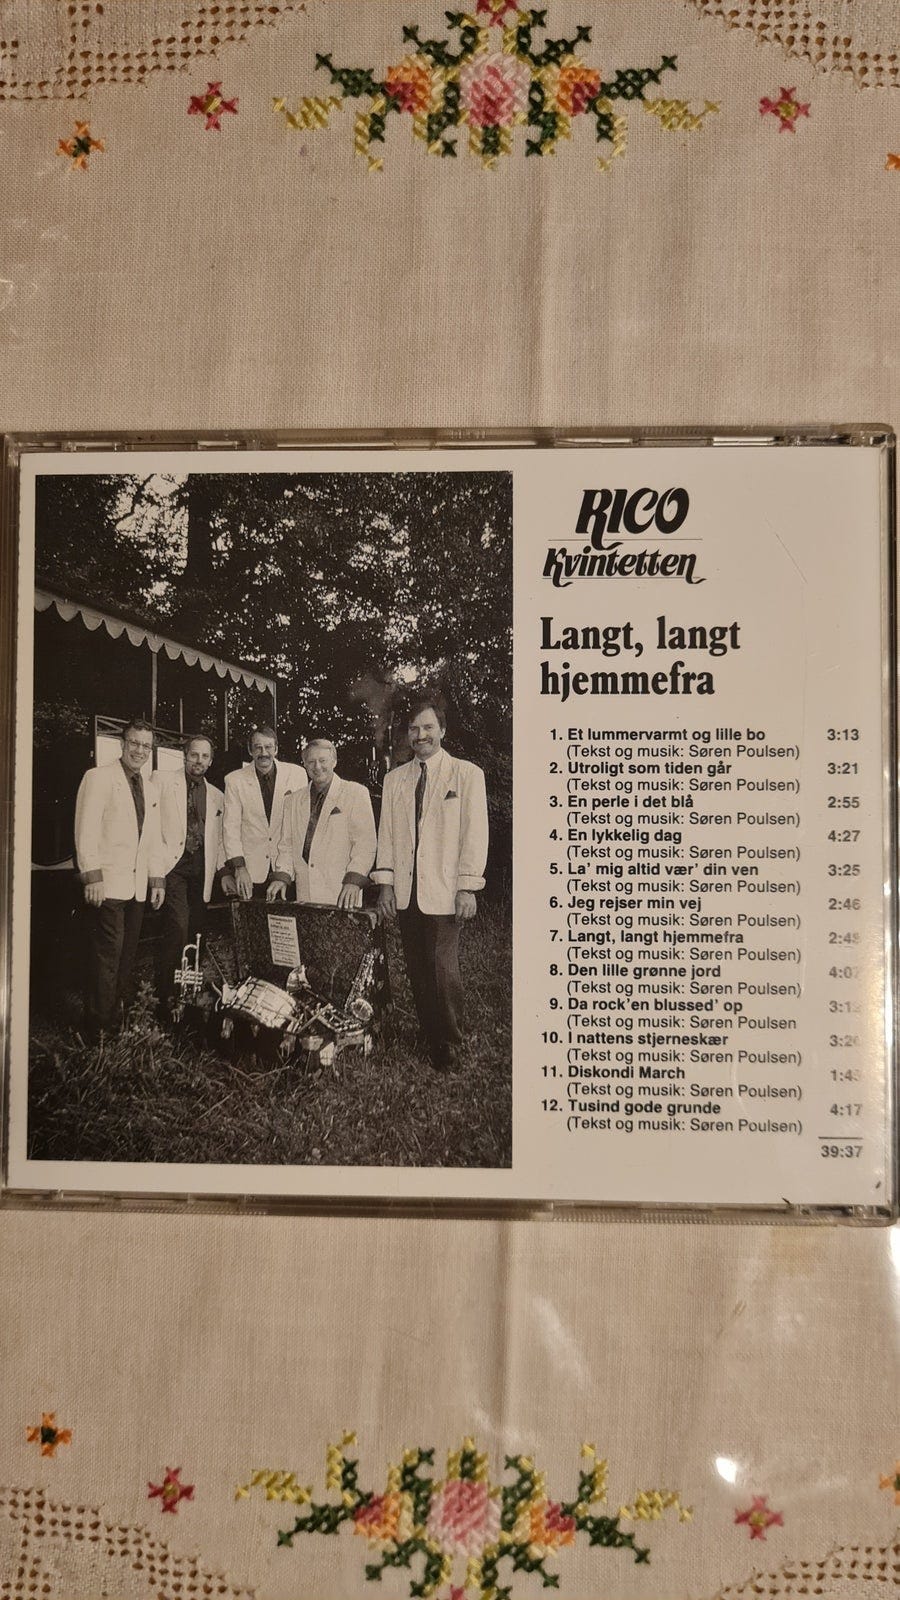 RICO
Kvintetten
Langt, langt
hjemmefra
1. Et lummervarmt og lille bo 3:13
(Tekst og musik: Søren Poulsen)
2. Utroligt som tiden går 3:21
(Tekst og musik: Søren Poulsen)
3. En perle i det blå 2:55
(Tekst og musik: Søren Poulsen)
4. En lykkelig dag 4:27
(Tekst og musik: Søren Poulsen)
5. La' mig altid vær' din ven 3:25
(Tekst og musik: Søren Poulsen)
6. Jeg rejser min vej 2:46
(Tekst og musik: Søren Poulsen)
7. Langt, langt hjemmefra
(Tekst og musik: Søren Poulsen)
8. Den lille grønne jord 4:07
(Tekst og musik: Søren Poulsen)
9. Da rock'en blussed' op
(Tekst og musik: Søren Poulsen
10. I nattens stjerneskær
(Tekst og musik: Søren Poulsen)
11. Diskondi March
(Tekst og musik: Søren Poulsen)
12. Tusind gode grunde 4:17
(Tekst og musik: Søren Poulsen)
39:37